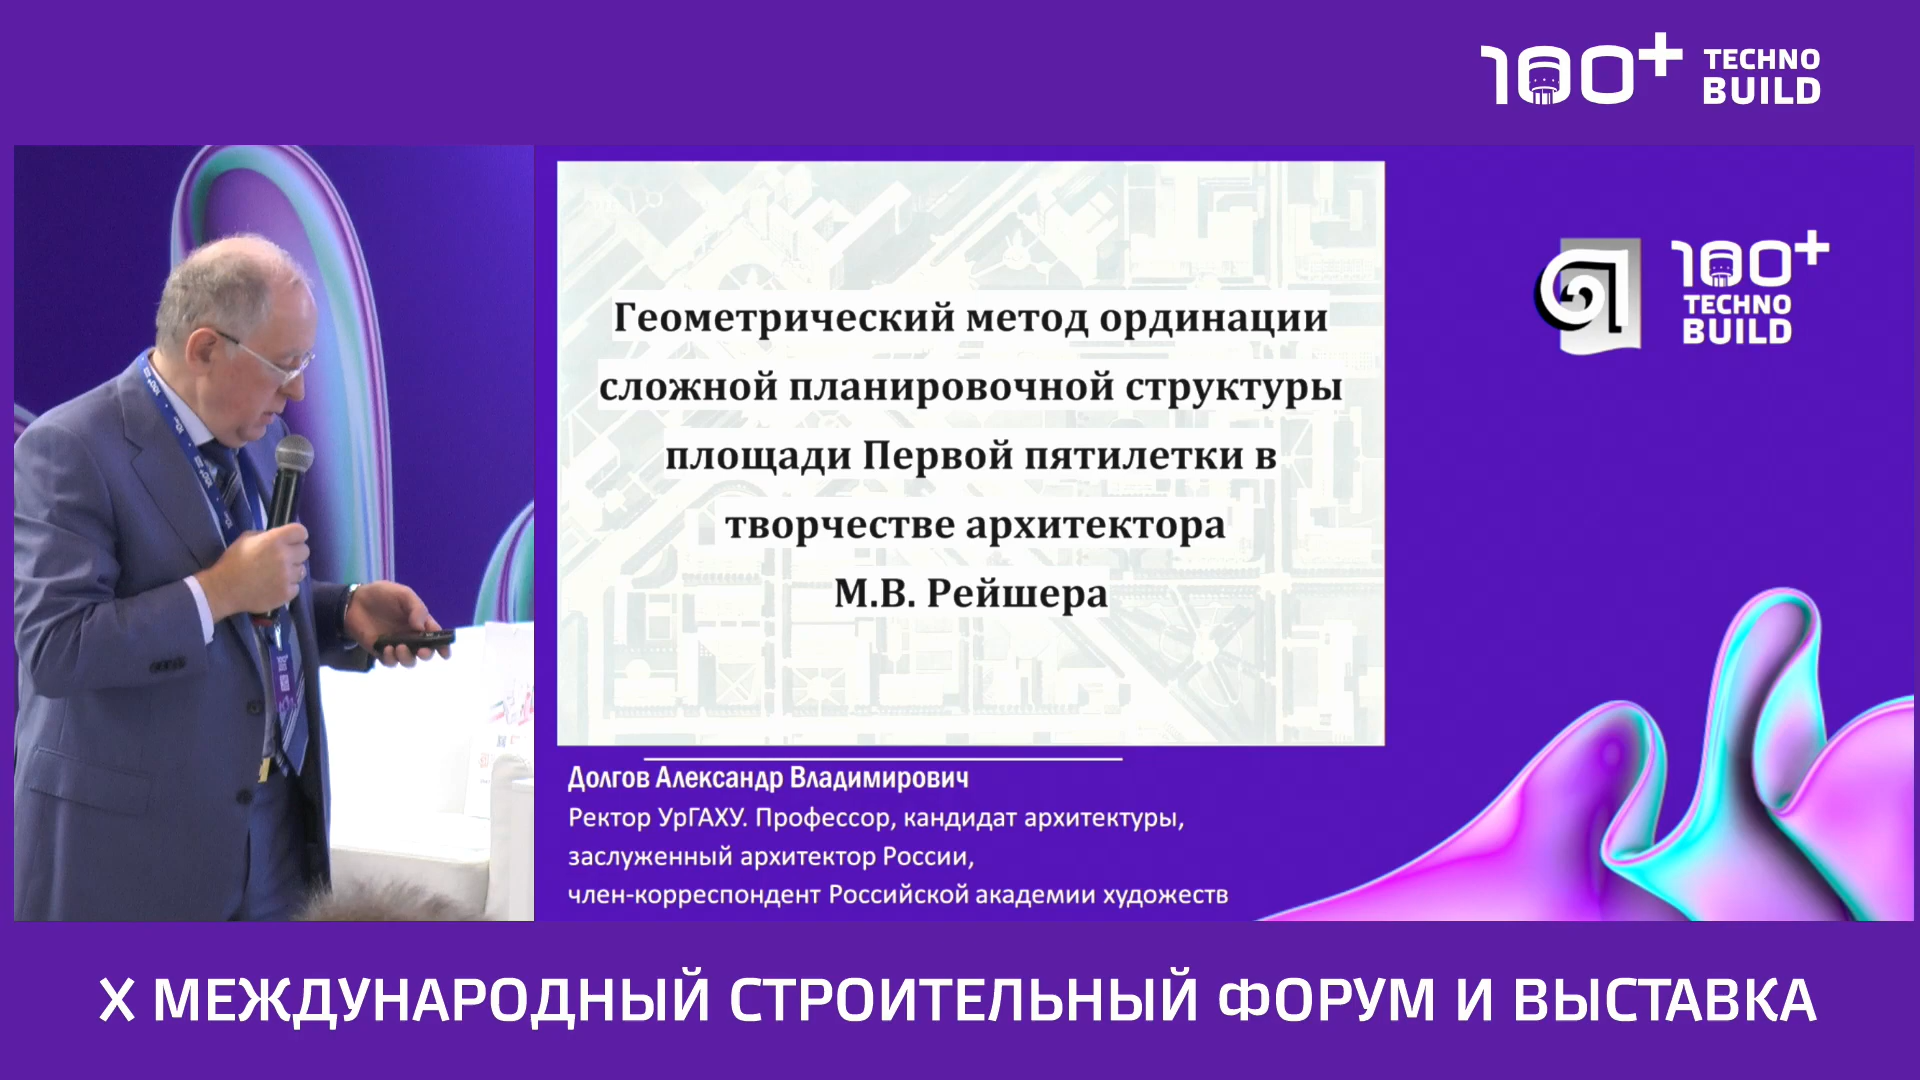 100+ TECHNO
BUILD
Геометрический метод ординации
сложной планировочной структуры
площади Первой пятилетки в
творчестве архитектора
М.В. Рейшера
100+
TECHNO
BUILD
Долгов Александр Владимирович
Ректор УрГАХУ. Профессор, кандидат архитектуры,
заслуженный архитектор России,
член-корреспондент Российской академии художеств
X МЕЖДУНАРОДНЫЙ СТРОИТЕЛЬНЫЙ ФОРУМ И ВЫСТАВКА